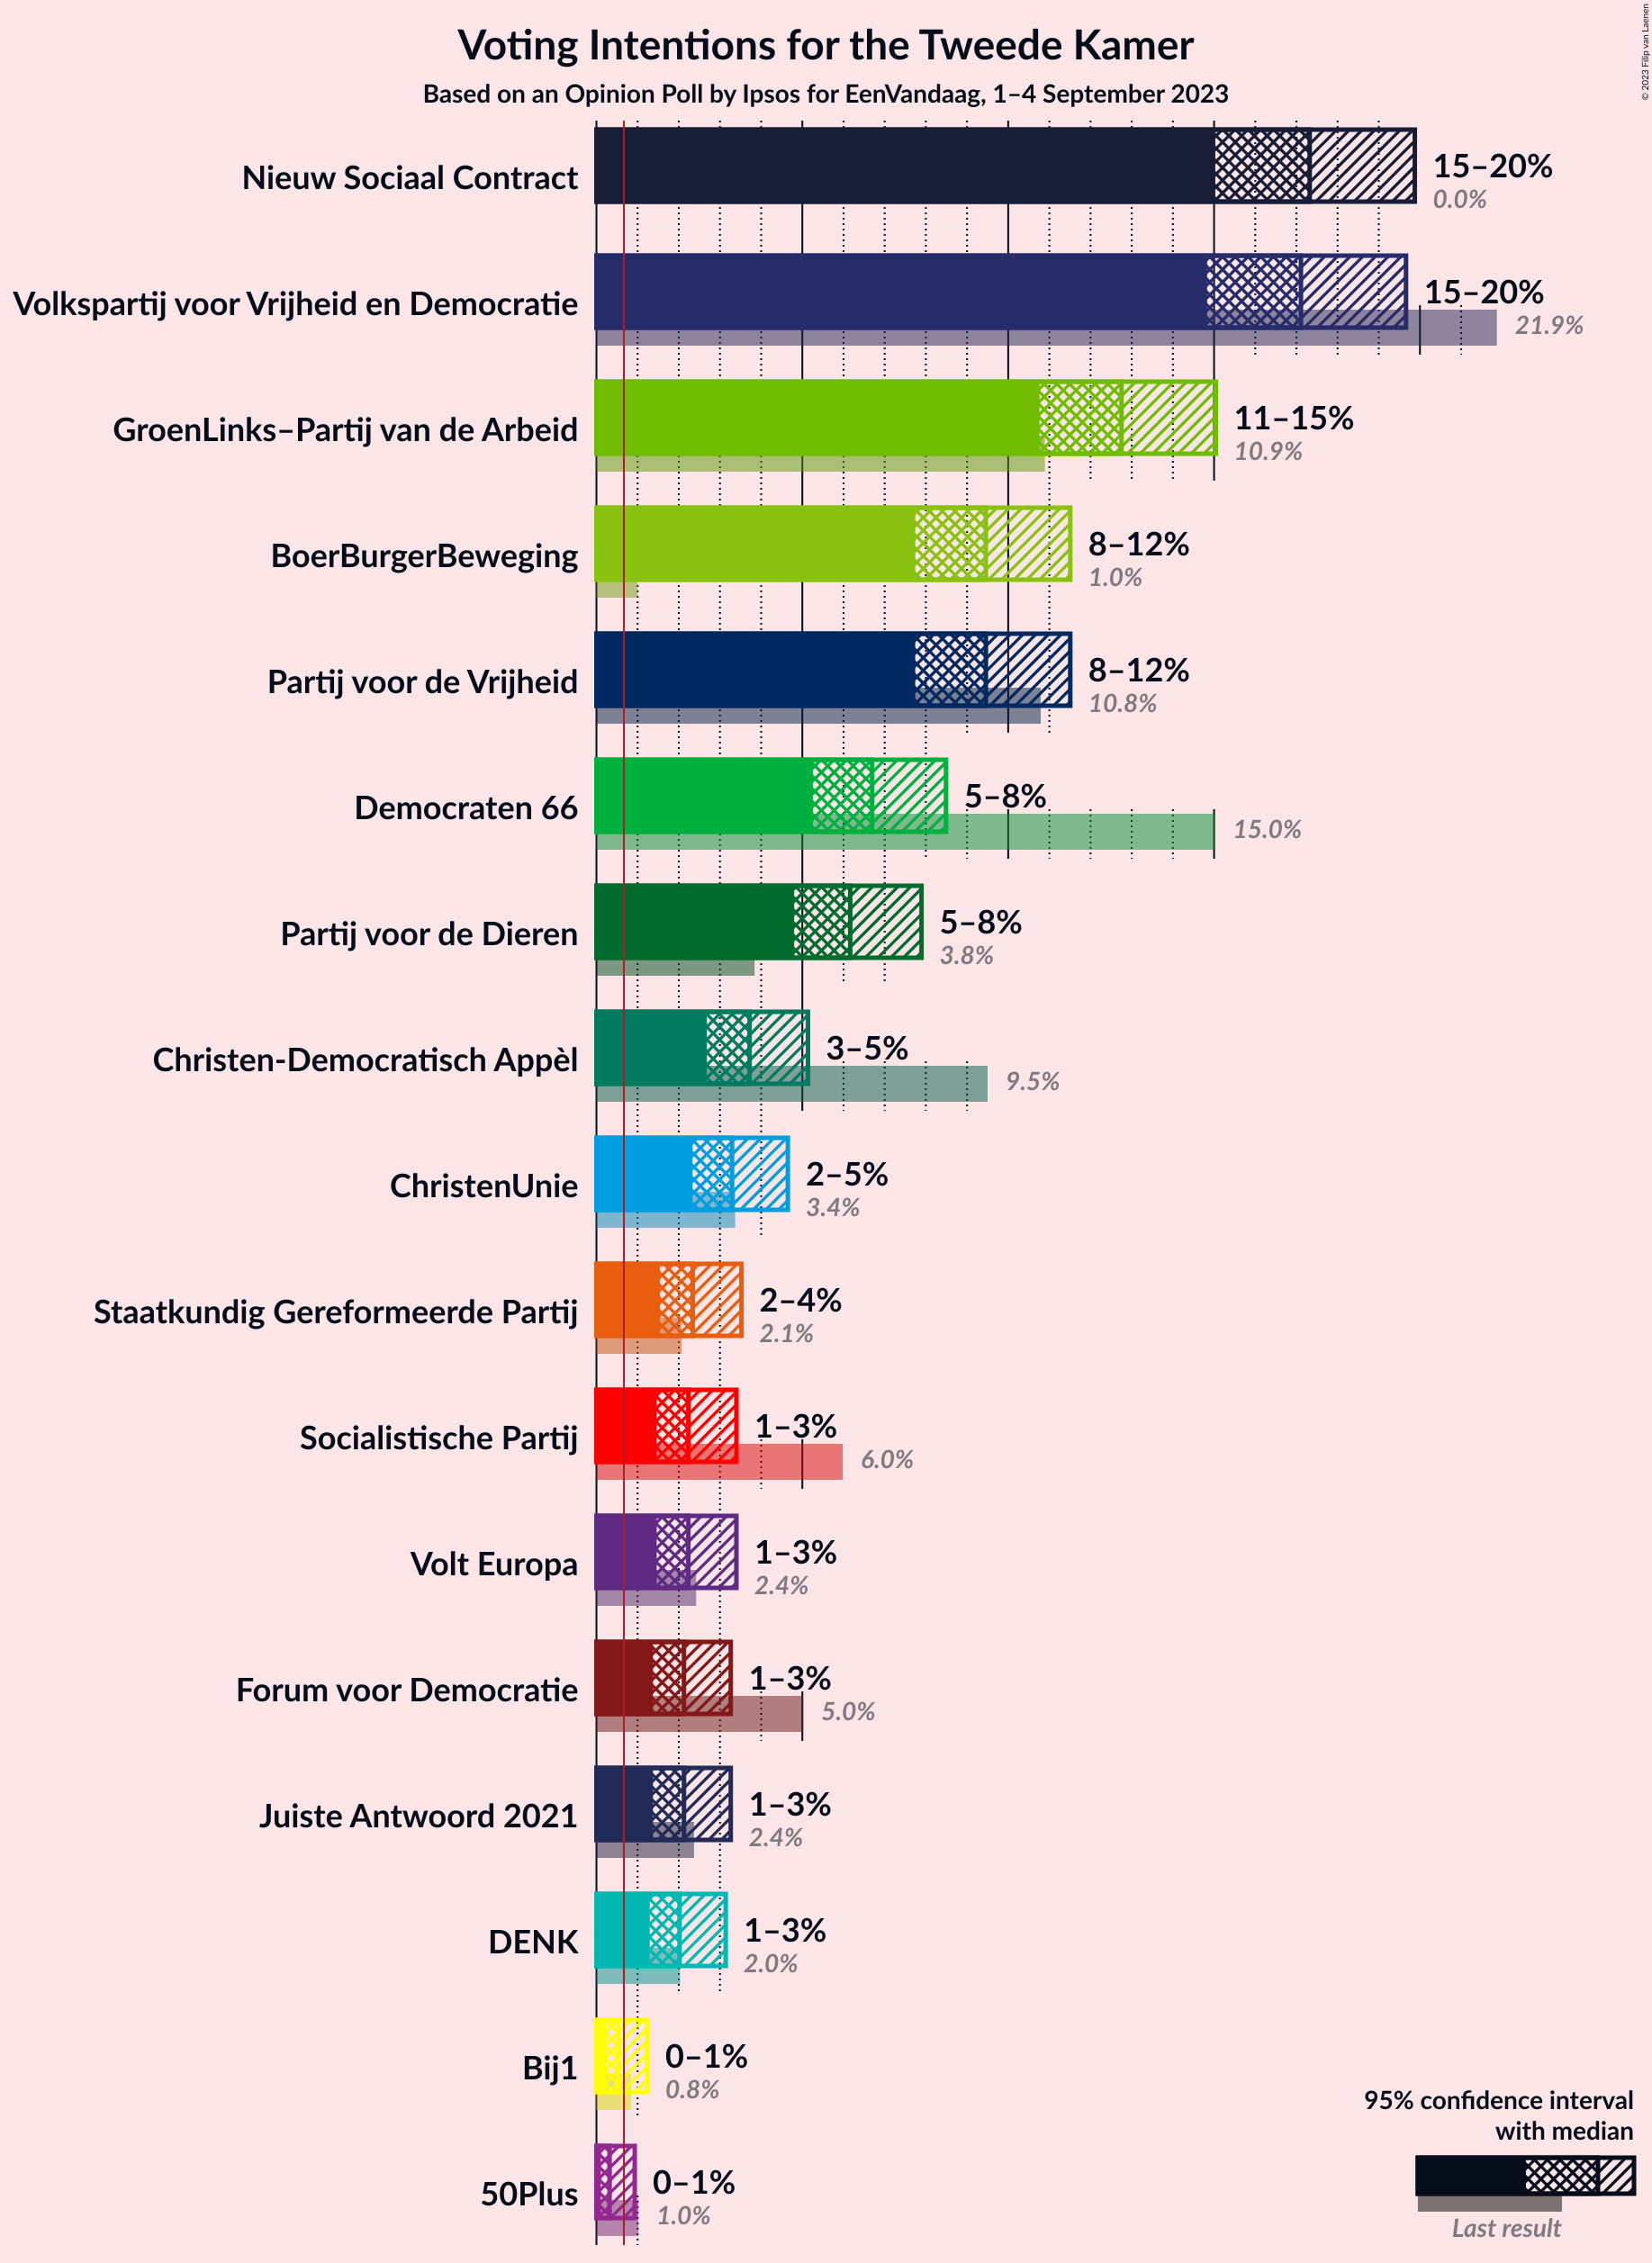 © 2023 Filip van Laenen
Voting Intentions for the Tweede Kamer
Based on an Opinion Poll by Ipsos for EenVandaag, 1–4 September 2023
Nieuw Sociaal Contract
15–20%
0.0%
Volkspartij voor Vrijheid en Democratie
15–20%
21.9%
GroenLinks–Partij van de Arbeid
11–15%
10.9%
BoerBurgerBeweging
8–12%
1.0%
Partij voor de Vrijheid
8–12%
10.8%
Democraten 66
5–8%
15.0%
Partij voor de Dieren
5–8%
3.8%
Christen-Democratisch Appèl
3–5%
9.5%
ChristenUnie
2–5%
3.4%
Staatkundig Gereformeerde Partij
2–4%
2.1%
Socialistische Partij
1–3%
6.0%
Volt Europa
1–3%
2.4%
Forum voor Democratie
1–3%
5.0%
Juiste Antwoord 2021
1–3%
2.4%
DENK
1–3%
2.0%
Bij1
0–1%
0.8%
50Plus
0–1%
1.0%
95% confidence interval
with median
Last result